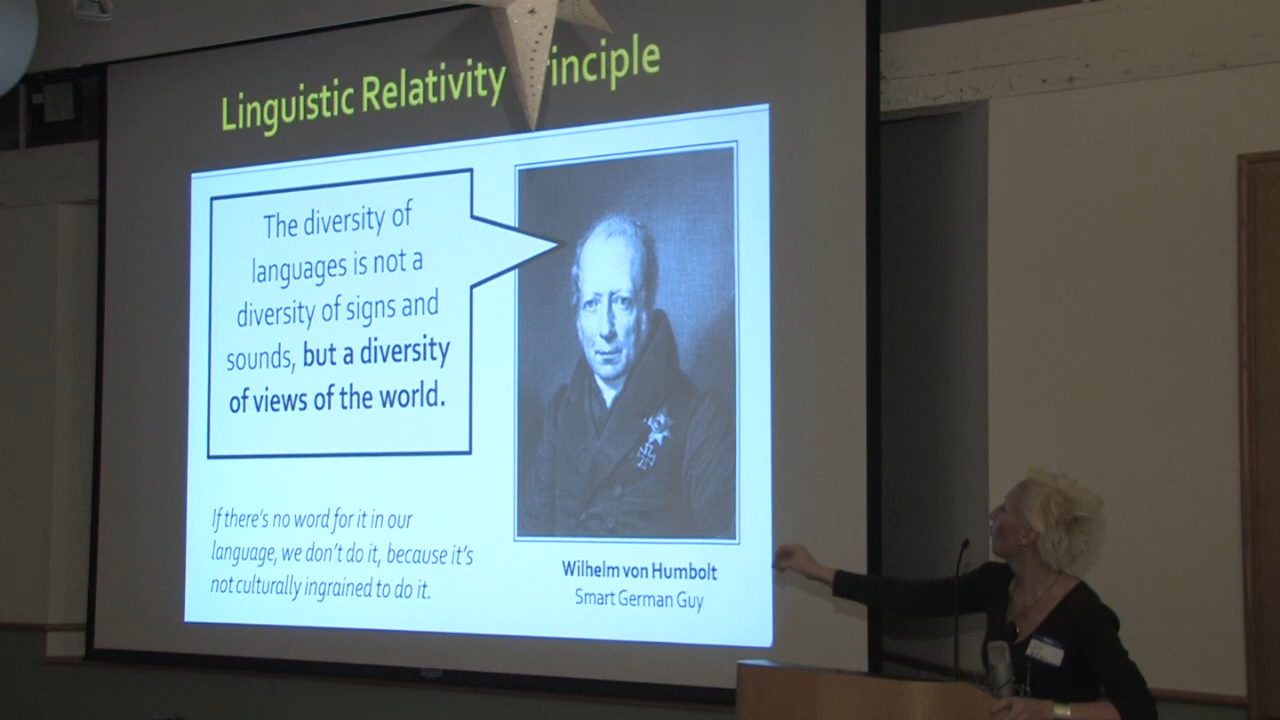 Linguistic Relativity inciple
The diversity of
languages is not a
diversity of signs and
sounds, but a diversity
of views of the world.
If there's no word for it in our
language, we don't do it, because it's
not culturally ingrained to do it.
Wilhelm von Humbolt
Smart German Guy